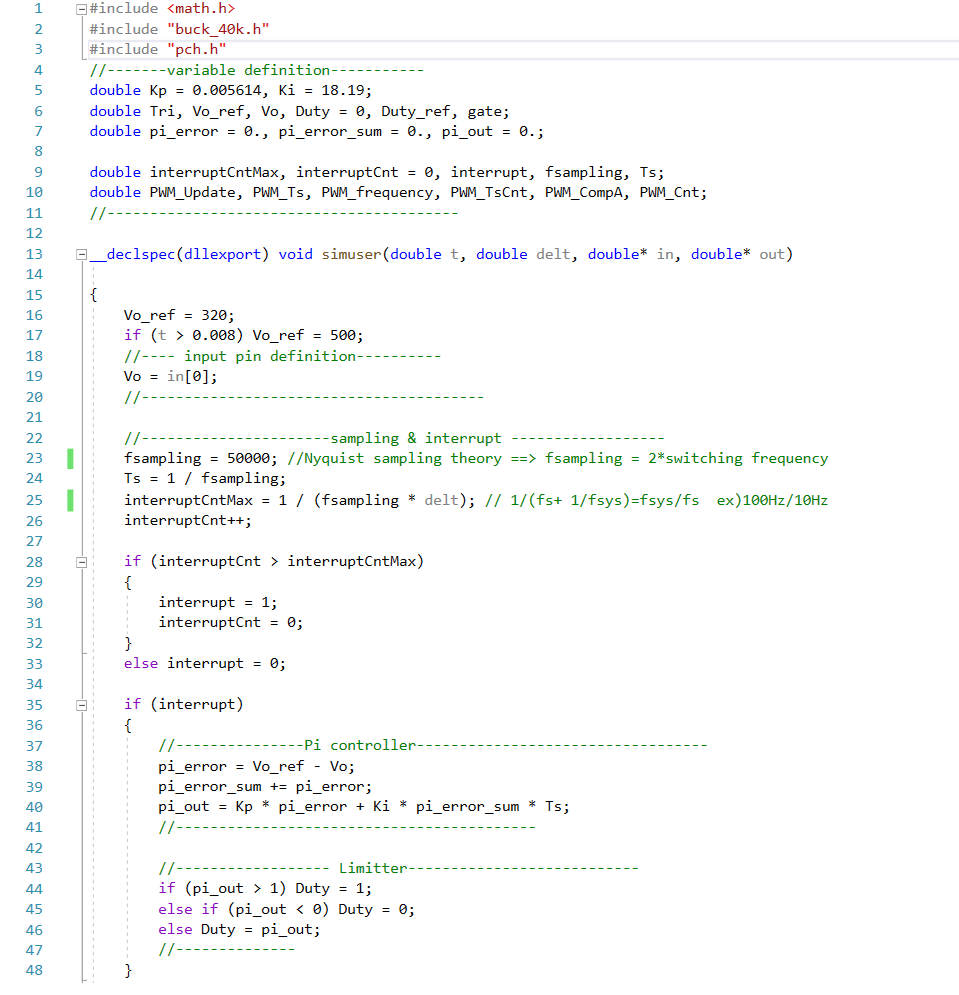 1 #include <math.h>
2 #include "buck_40k.h"
3 #include "pch.h"
4 //-------variable definition-----------
5 double Kp = 0.005614, Ki = 18.19;
6 double Tri, Vo_ref, Vo, Duty = 0, Duty_ref, gate;
7 double pi_error = 0., pi_error_sum = 0., pi_out = 0.;
8
9 double interruptCntMax, interruptCnt = 0, interrupt, fsampling, Ts;
10 double PWM_Update, PWM_Ts, PWM_frequency, PWM_TsCnt, PWM_CompA, PWM_Cnt;
11 //-----------------------------------------
12
13 __declspec(dllexport) void simuser(double t, double delt, double* in, double* out)
14
15 {
16 Vo_ref = 320;
17 if (t > 0.008) Vo_ref = 500;
18 //---- input pin definition----------
19 Vo = in[0];
20 //----------------------------------------
21
22 //----------------------sampling & interrupt ------------------
23 fsampling = 50000; //Nyquist sampling theory ==> fsampling = 2*switching frequency
24 Ts = 1 / fsampling;
25 interruptCntMax = 1 / (fsampling * delt); // 1/(fs+ 1/fsys)=fsys/fs  ex)100Hz/10Hz
26 interruptCnt++;
27
28 if (interruptCnt > interruptCntMax)
29 {
30 interrupt = 1;
31 interruptCnt = 0;
32 }
33 else interrupt = 0;
34
35 if (interrupt)
36 {
37 //---------------Pi controller----------------------------------
38 pi_error = Vo_ref - Vo;
39 pi_error_sum += pi_error;
40 pi_out = Kp * pi_error + Ki * pi_error_sum * Ts;
41 //------------------------------------------
42
43 //------------------ Limitter---------------------------
44 if (pi_out > 1) Duty = 1;
45 else if (pi_out < 0) Duty = 0;
46 else Duty = pi_out;
47 //--------------
48 }